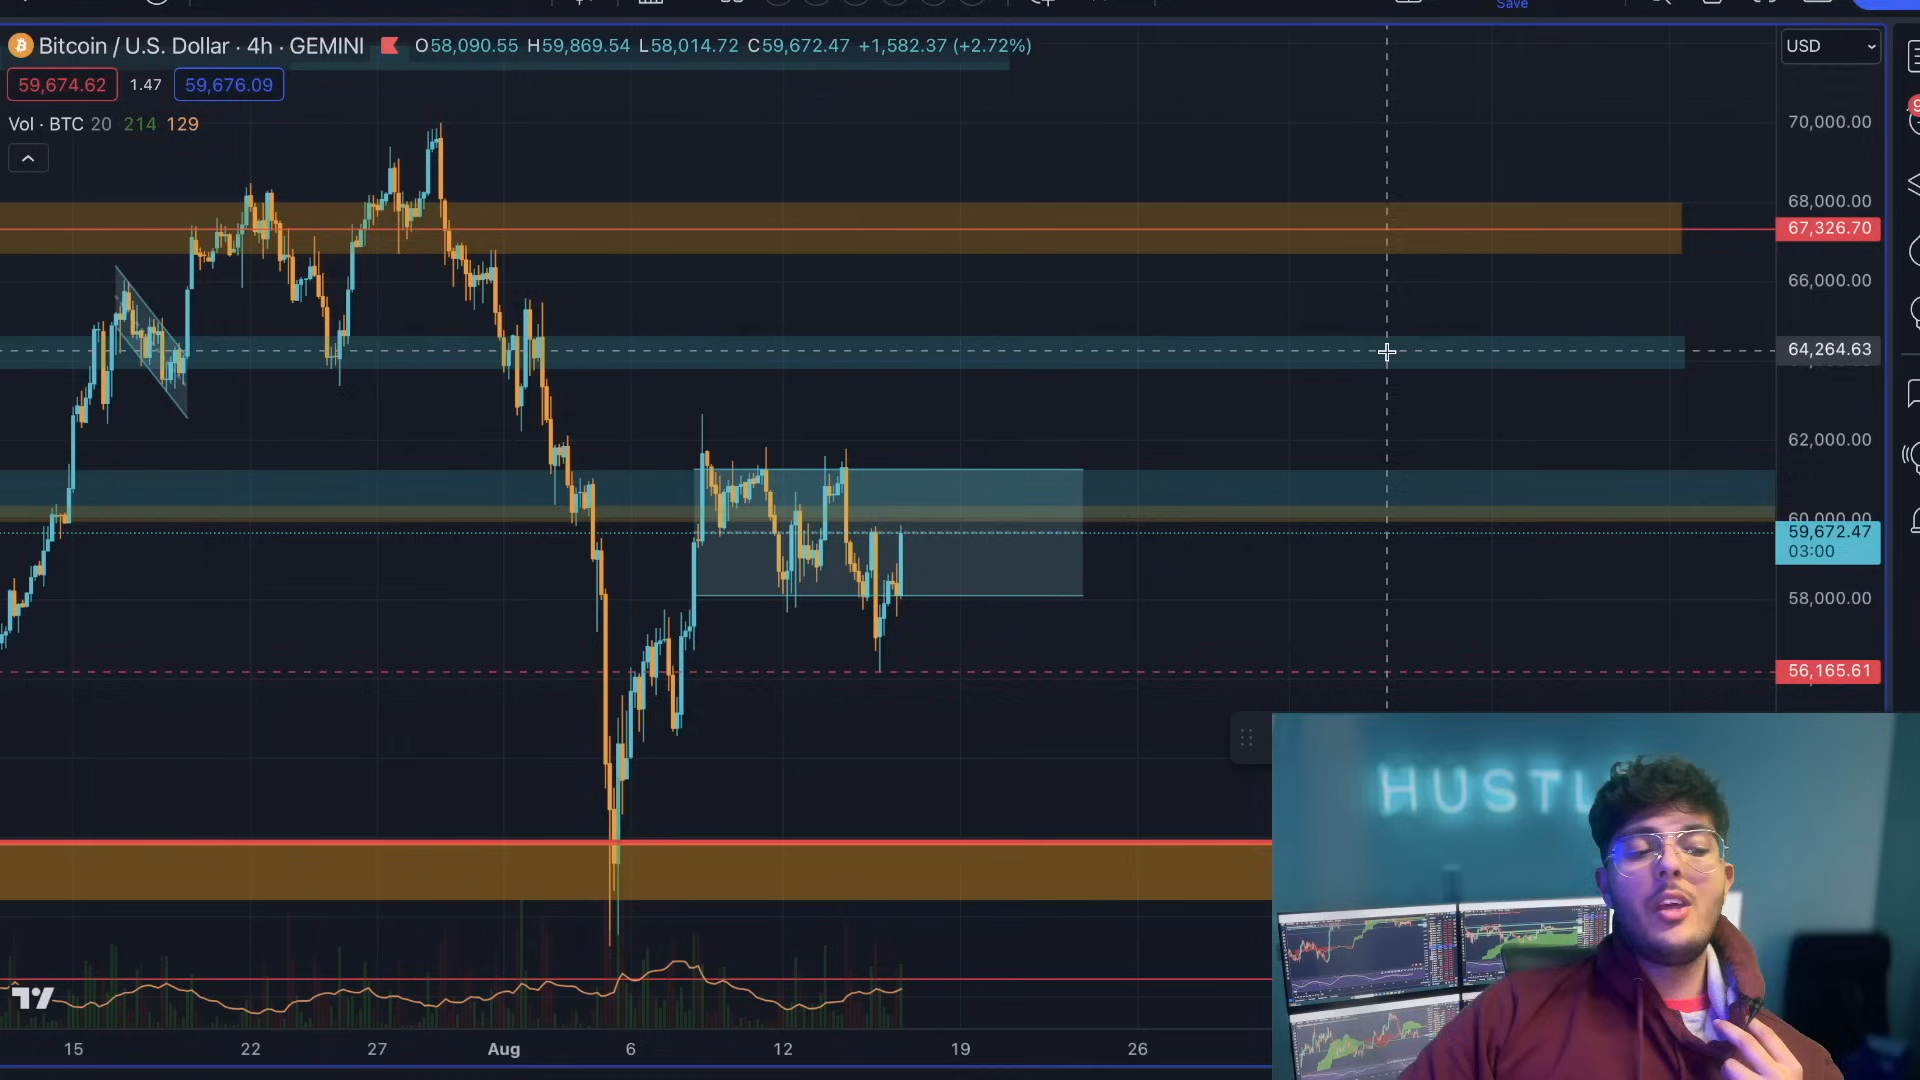 Save
Bitcoin / U.S. Dollar · 4h · GEMINI O58,090.55 H59,869.54 L58,014.72 C59,672.47 +1,582.37 (+2.72%)
USD
59,674.62 1.47 59,676.09
Vol · BTC 20 214 129
70,000.00
68,000.00
67,326.70
66,000.00
64,264.63
62,000.00
60,000.00
59,672.47
03:00
58,000.00
56,165.61
HUSTL
15 22 27 Aug 6 12 19 26